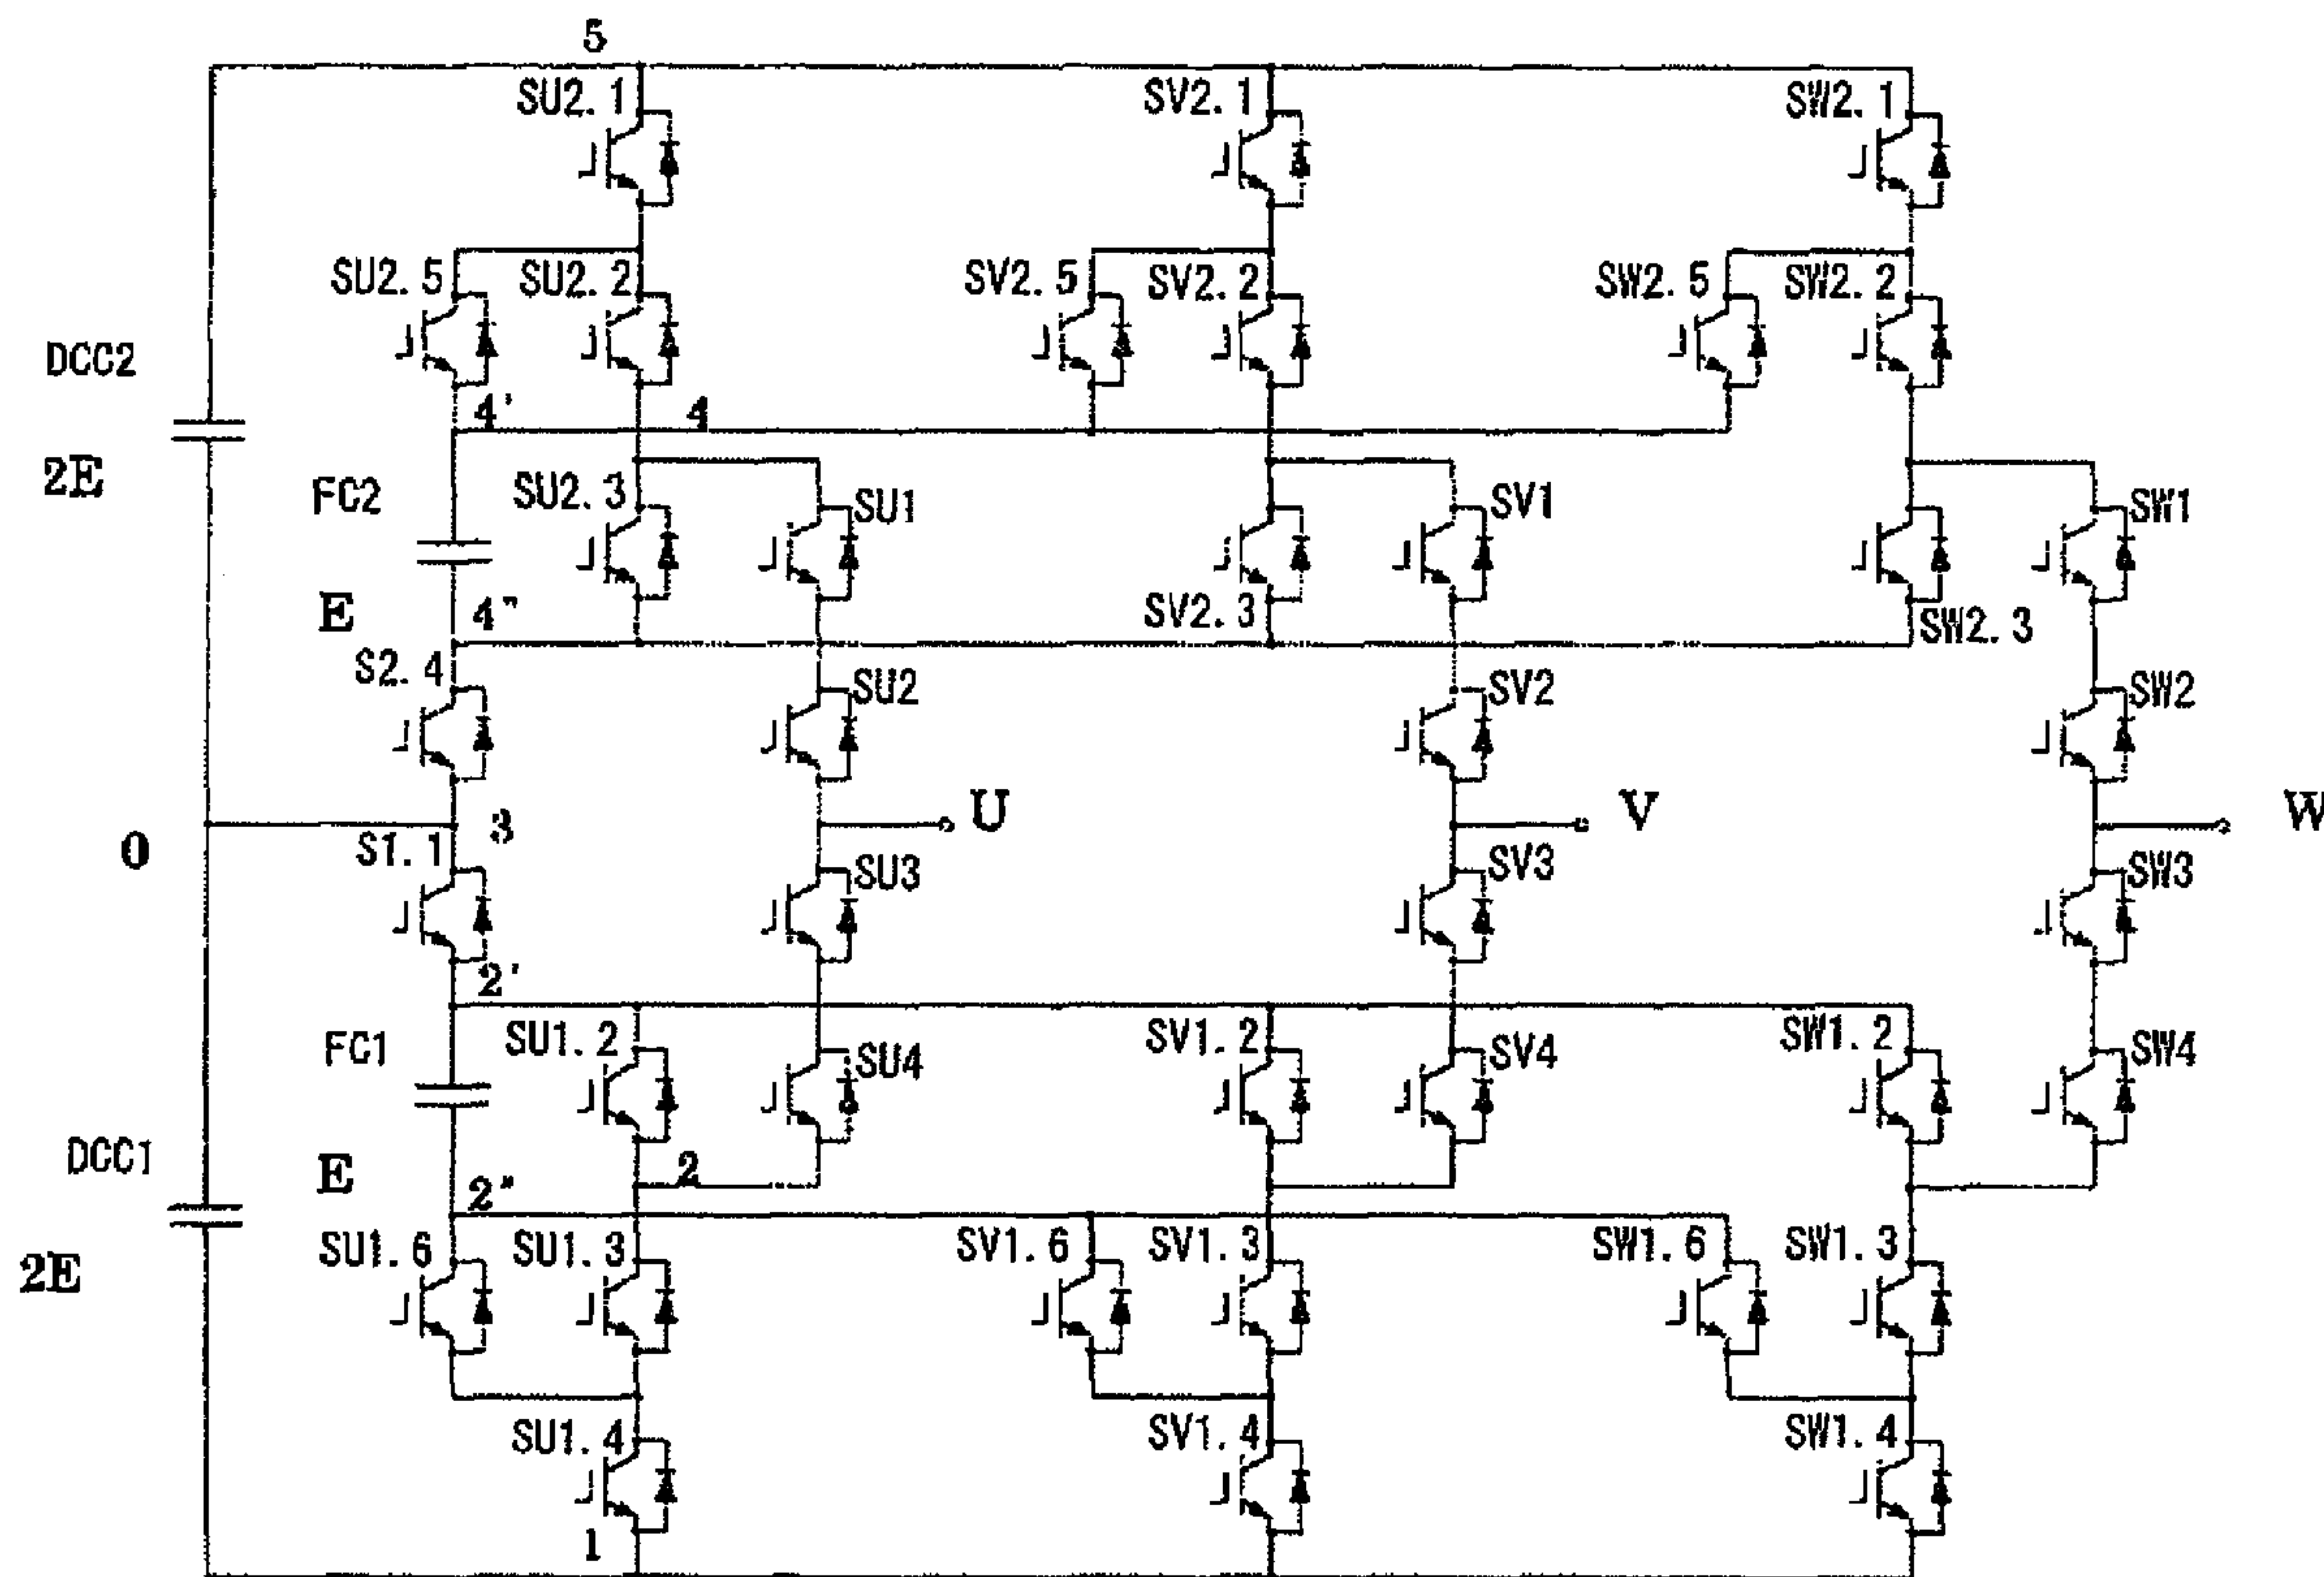 5
SU2.1 SV2.1 SW2.1
SU2.5 SU2.2 SV2.5 SV2.2 SW2.5 SW2.2
DCC2
4' 4
2E
FC2 SU2.3 SU1 SV1 SW1
E 4" SV2.3 SW2.3
S2.4 SU2 SV2 SW2
U V W
0 3
S1.1 SU3 SV3 SW3
2'
FC1 SU1.2 SU4 SV1.2 SV4 SW1.2 SW4
DCC1
E 2" 2
SU1.6 SU1.3 SV1.6 SV1.3 SW1.6 SW1.3
2E
SU1.4 SV1.4 SW1.4
1